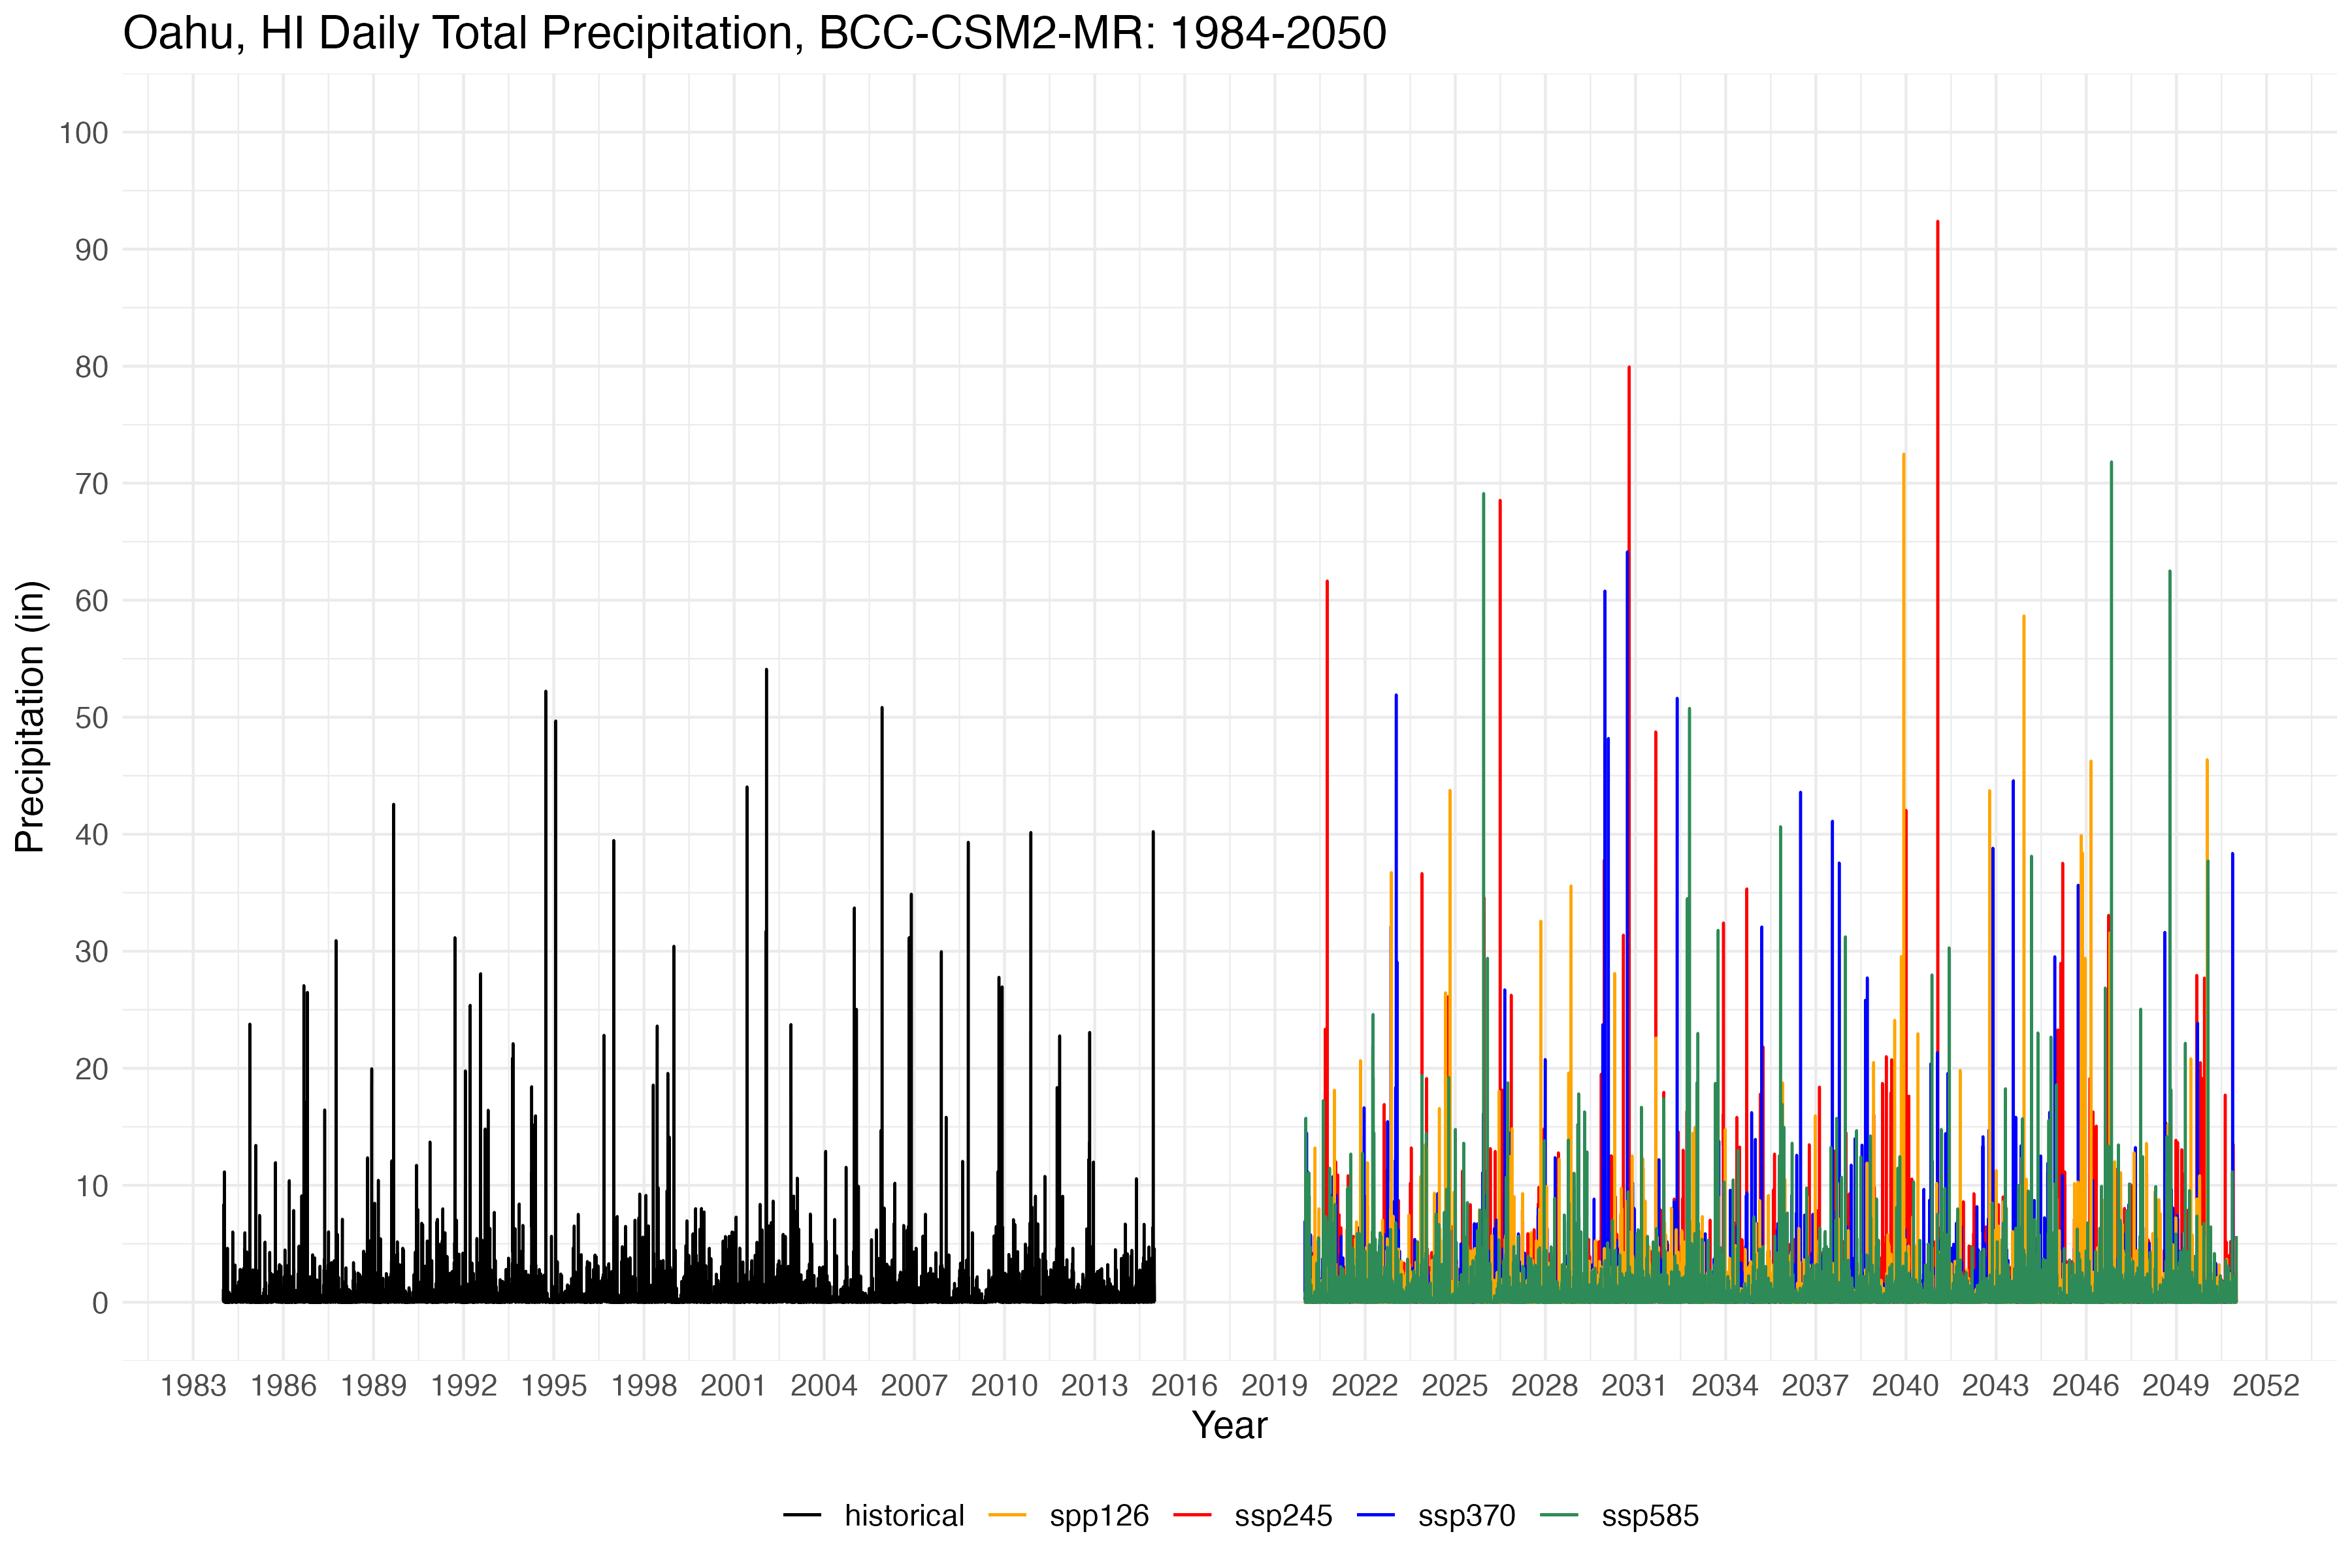 Oahu, HI Daily Total Precipitation, BCC-CSM2-MR: 1984-2050
100
90
80
70
60
50
40
30
20
10
0
Precipitation (in)
1983 1986 1989 1992 1995 1998 2001 2004 2007 2010 2013 2016 2019 2022 2025 2028 2031 2034 2037 2040 2043 2046 2049 2052
Year
historical spp126 ssp245 ssp370 ssp585